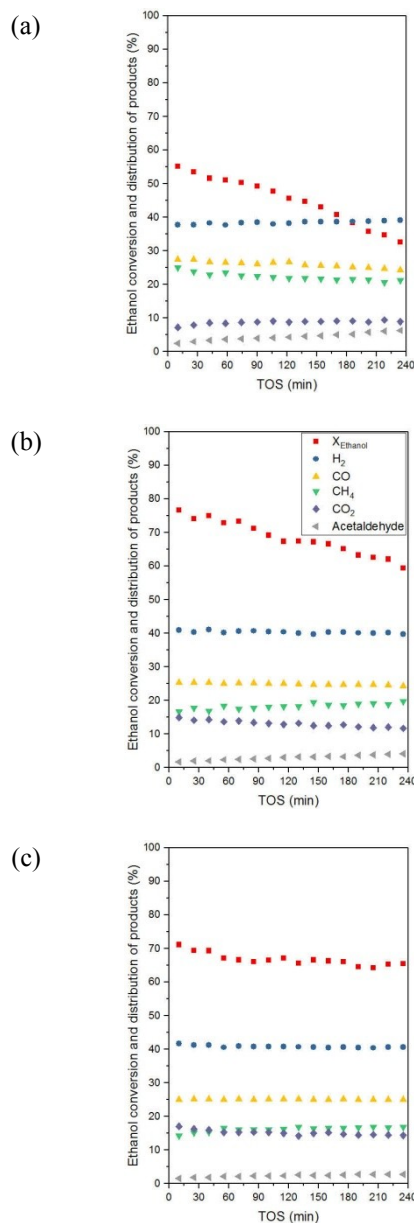 (a)
Ethanol conversion and distribution of products (%)
100
90
80
70
60
50
40
30
20
10
0
0 30 60 90 120 150 180 210 240
TOS (min)
(b)
Ethanol conversion and distribution of products (%)
100
90
80
70
60
50
40
30
20
10
0
X Ethanol
H2
CO
CH4
CO2
Acetaldehyde
0 30 60 90 120 150 180 210 240
TOS (min)
(c)
Ethanol conversion and distribution of products (%)
100
90
80
70
60
50
40
30
20
10
0
0 30 60 90 120 150 180 210 240
TOS (min)